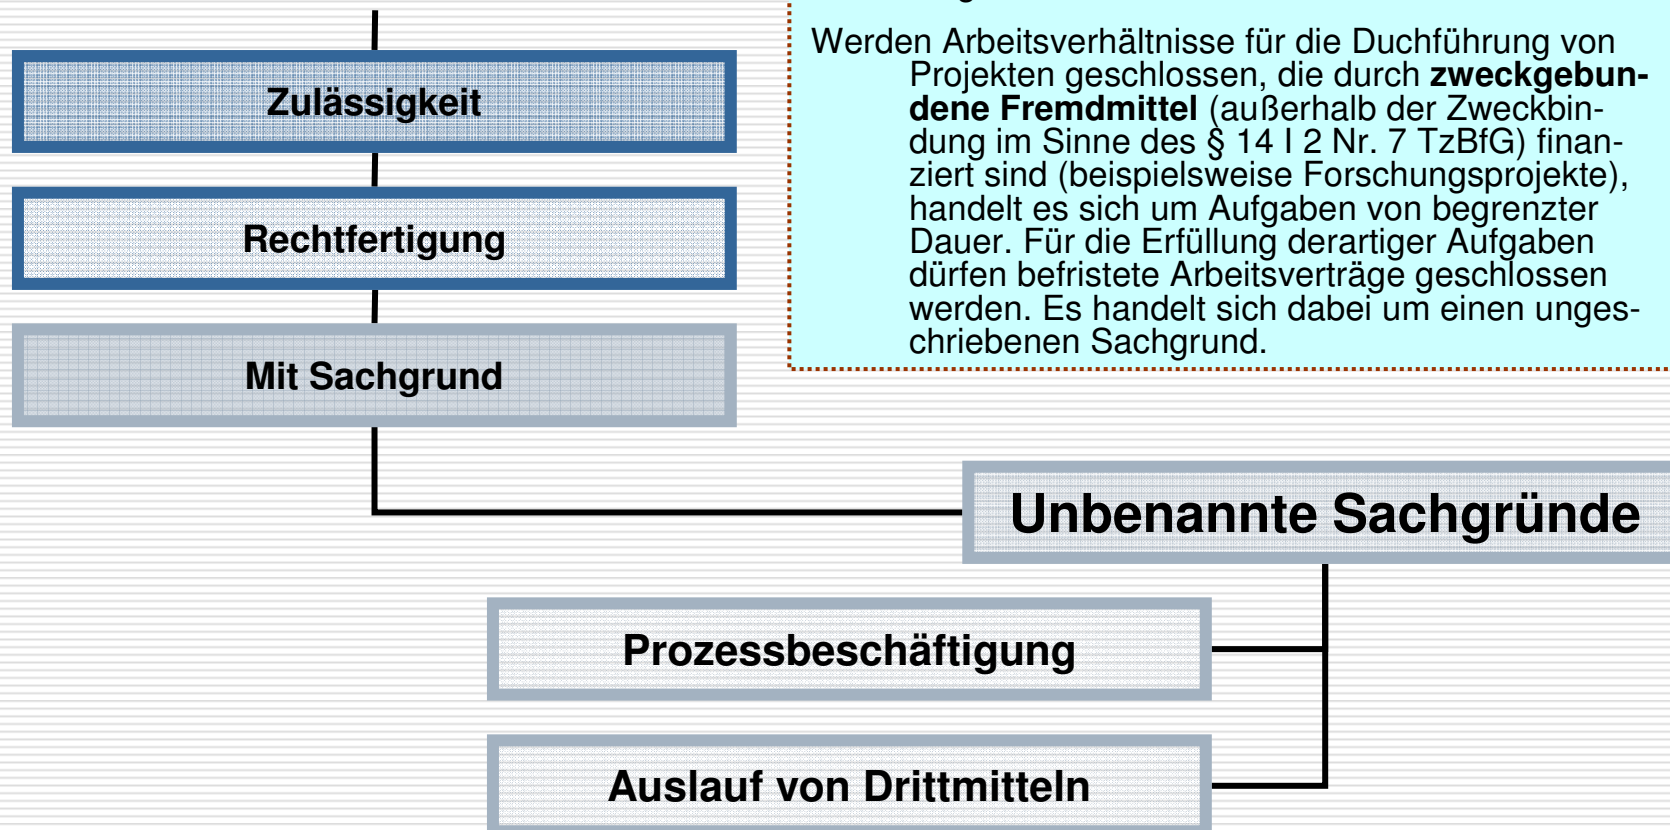 Werden Arbeitsverhältnisse für die Duchführung von
Projekten geschlossen, die durch zweckgebun-
dene Fremdmittel (außerhalb der Zweckbin-
dung im Sinne des § 14 I 2 Nr. 7 TzBfG) finan-
ziert sind (beispielsweise Forschungsprojekte),
handelt es sich um Aufgaben von begrenzter
Dauer. Für die Erfüllung derartiger Aufgaben
dürfen befristete Arbeitsverträge geschlossen
werden. Es handelt sich dabei um einen unges-
chriebenen Sachgrund.
Zulässigkeit
Rechtfertigung
Mit Sachgrund
Unbenannte Sachgründe
Prozessbeschäftigung
Auslauf von Drittmitteln